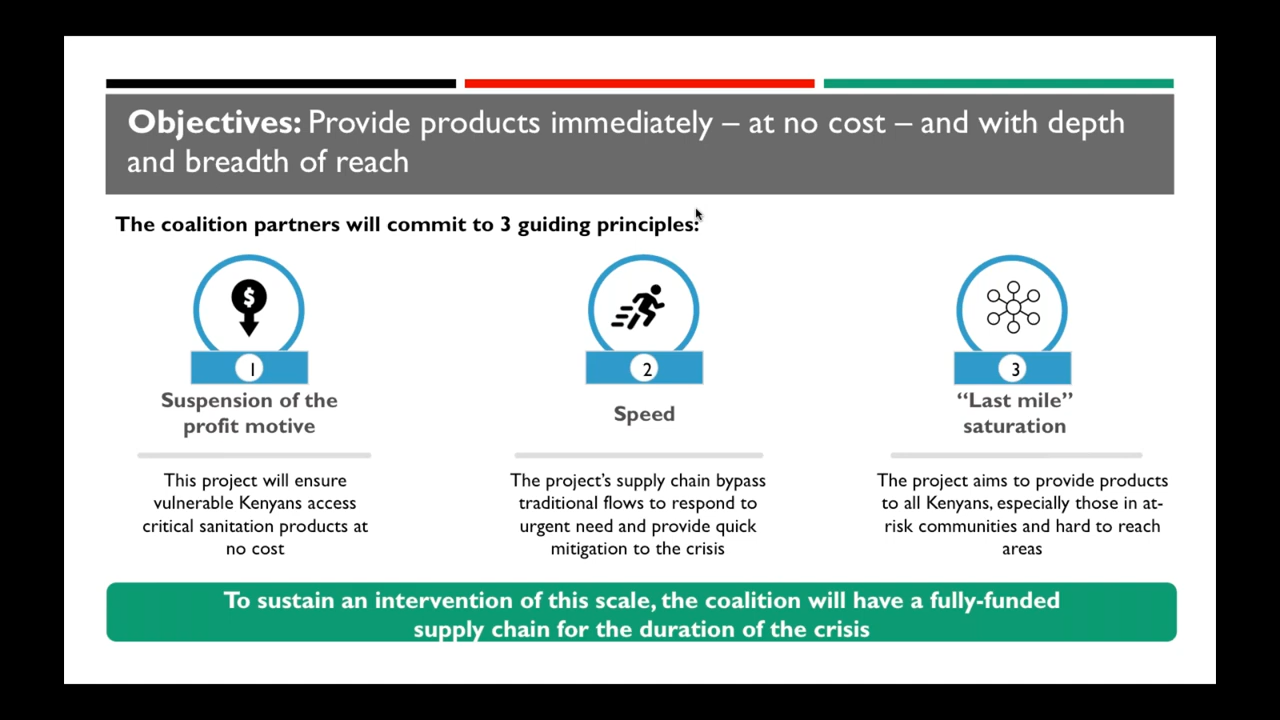 Objectives: Provide products immediately – at no cost – and with depth
and breadth of reach
The coalition partners will commit to 3 guiding principles:
$
1
Suspension of the
profit motive
This project will ensure
vulnerable Kenyans access
critical sanitation products at
no cost
2
Speed
The project’s supply chain bypass
traditional flows to respond to
urgent need and provide quick
mitigation to the crisis
3
“Last mile”
saturation
The project aims to provide products
to all Kenyans, especially those in at-
risk communities and hard to reach
areas
To sustain an intervention of this scale, the coalition will have a fully-funded
supply chain for the duration of the crisis